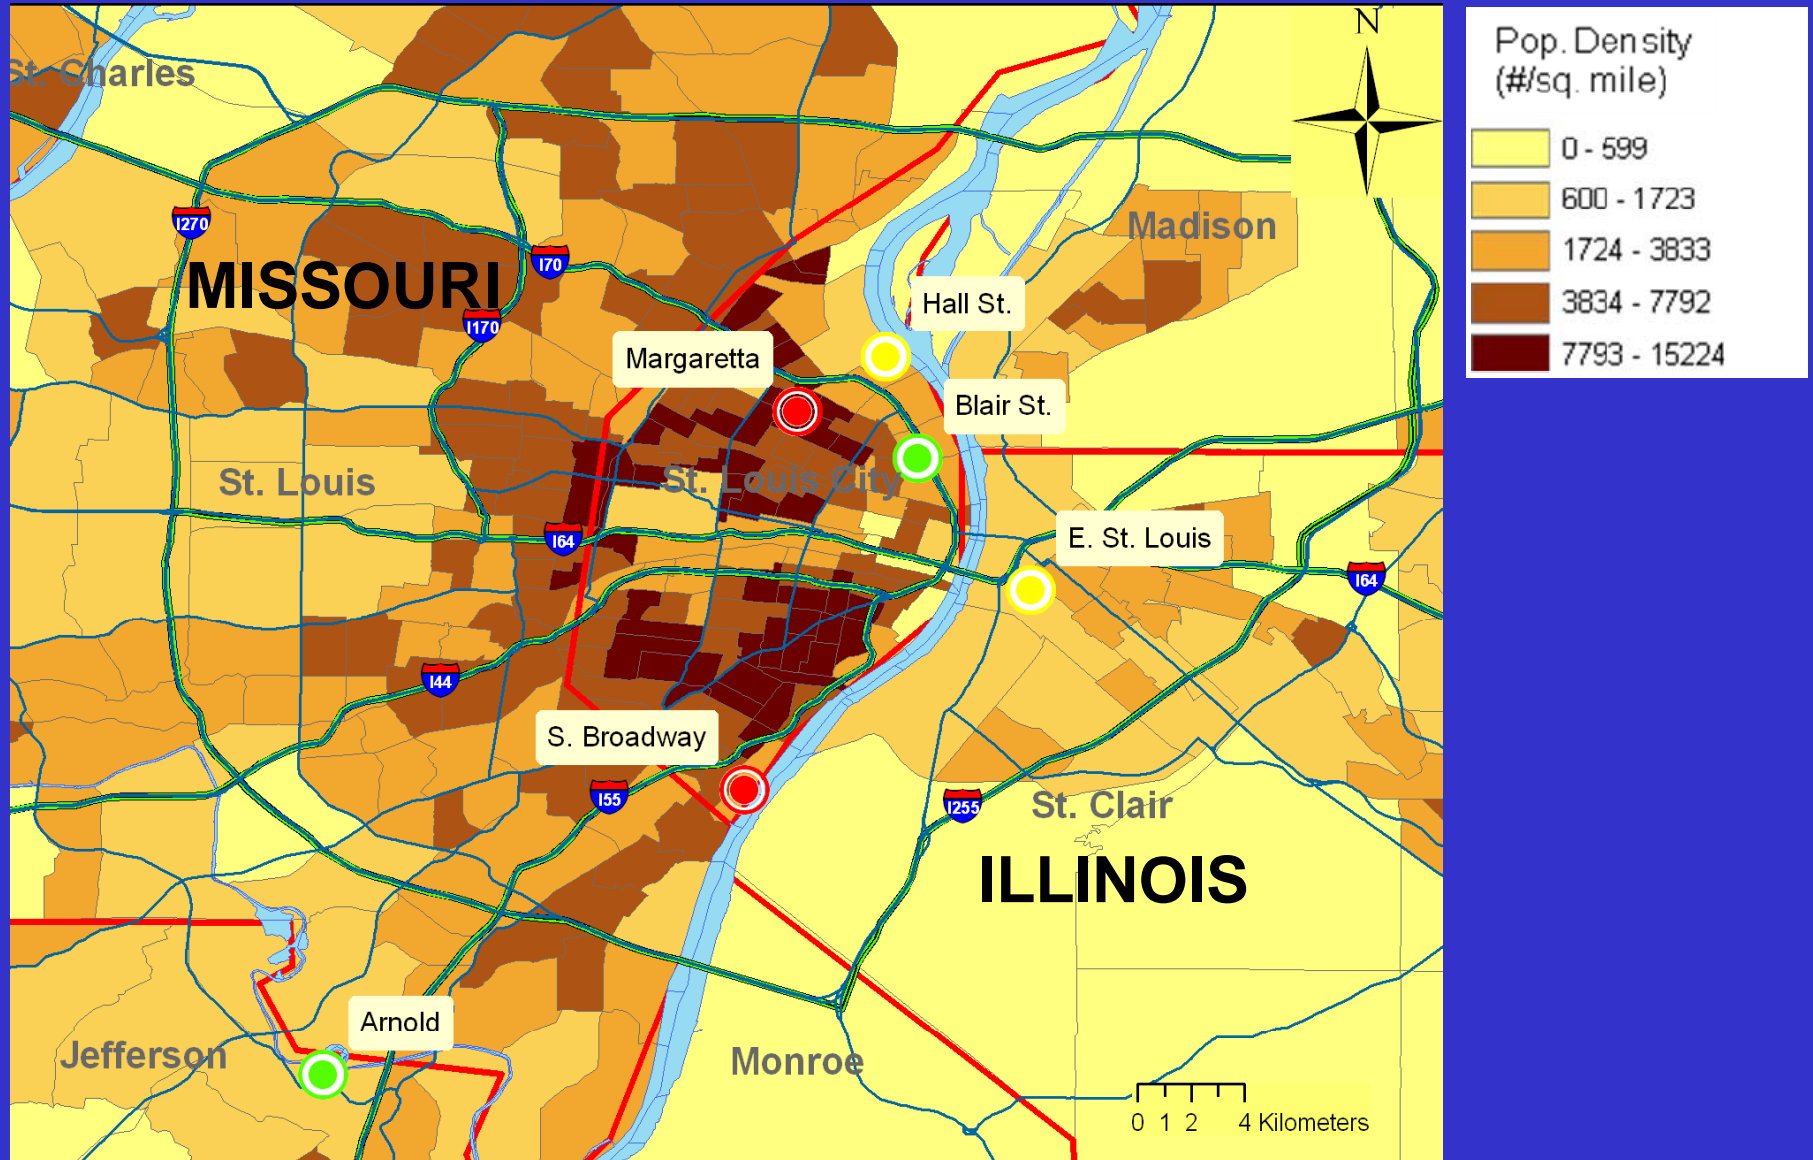 N
St. Charles
I270
MISSOURI
I70
I170
Madison
Hall St.
Margaretta
Blair St.
St. Louis
St. Louis City
I64
E. St. Louis
I64
I44
S. Broadway
I55
I255
St. Clair
ILLINOIS
Arnold
Jefferson
Monroe
0 1 2 4 Kilometers
Pop. Density
(#/sq. mile)
0 - 599
600 - 1723
1724 - 3833
3834 - 7792
7793 - 15224